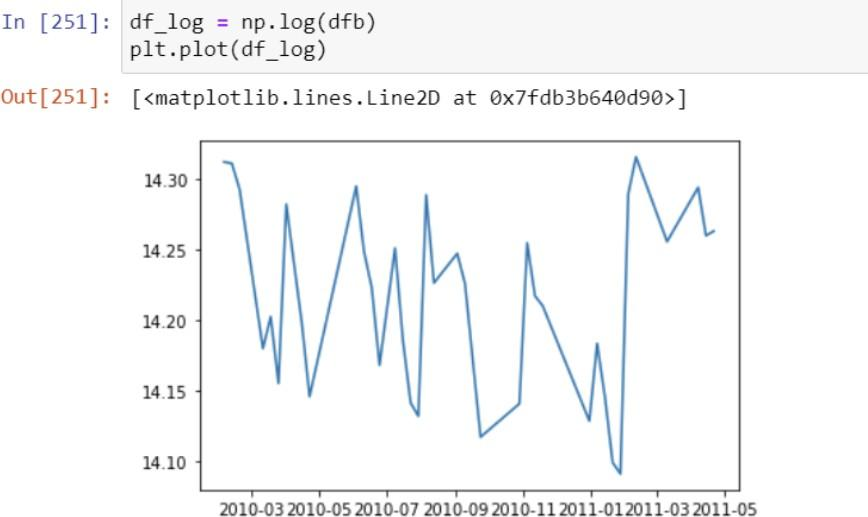 In [251]: df_log = np.log(dfb)
plt.plot(df_log)
Out[251]: [<matplotlib.lines.Line2D at 0x7fdb3b640d90>]
14.30
14.25
14.20
14.15
14.10
2010-03 2010-05 2010-07 2010-09 2010-11 2011-01 2011-03 2011-05